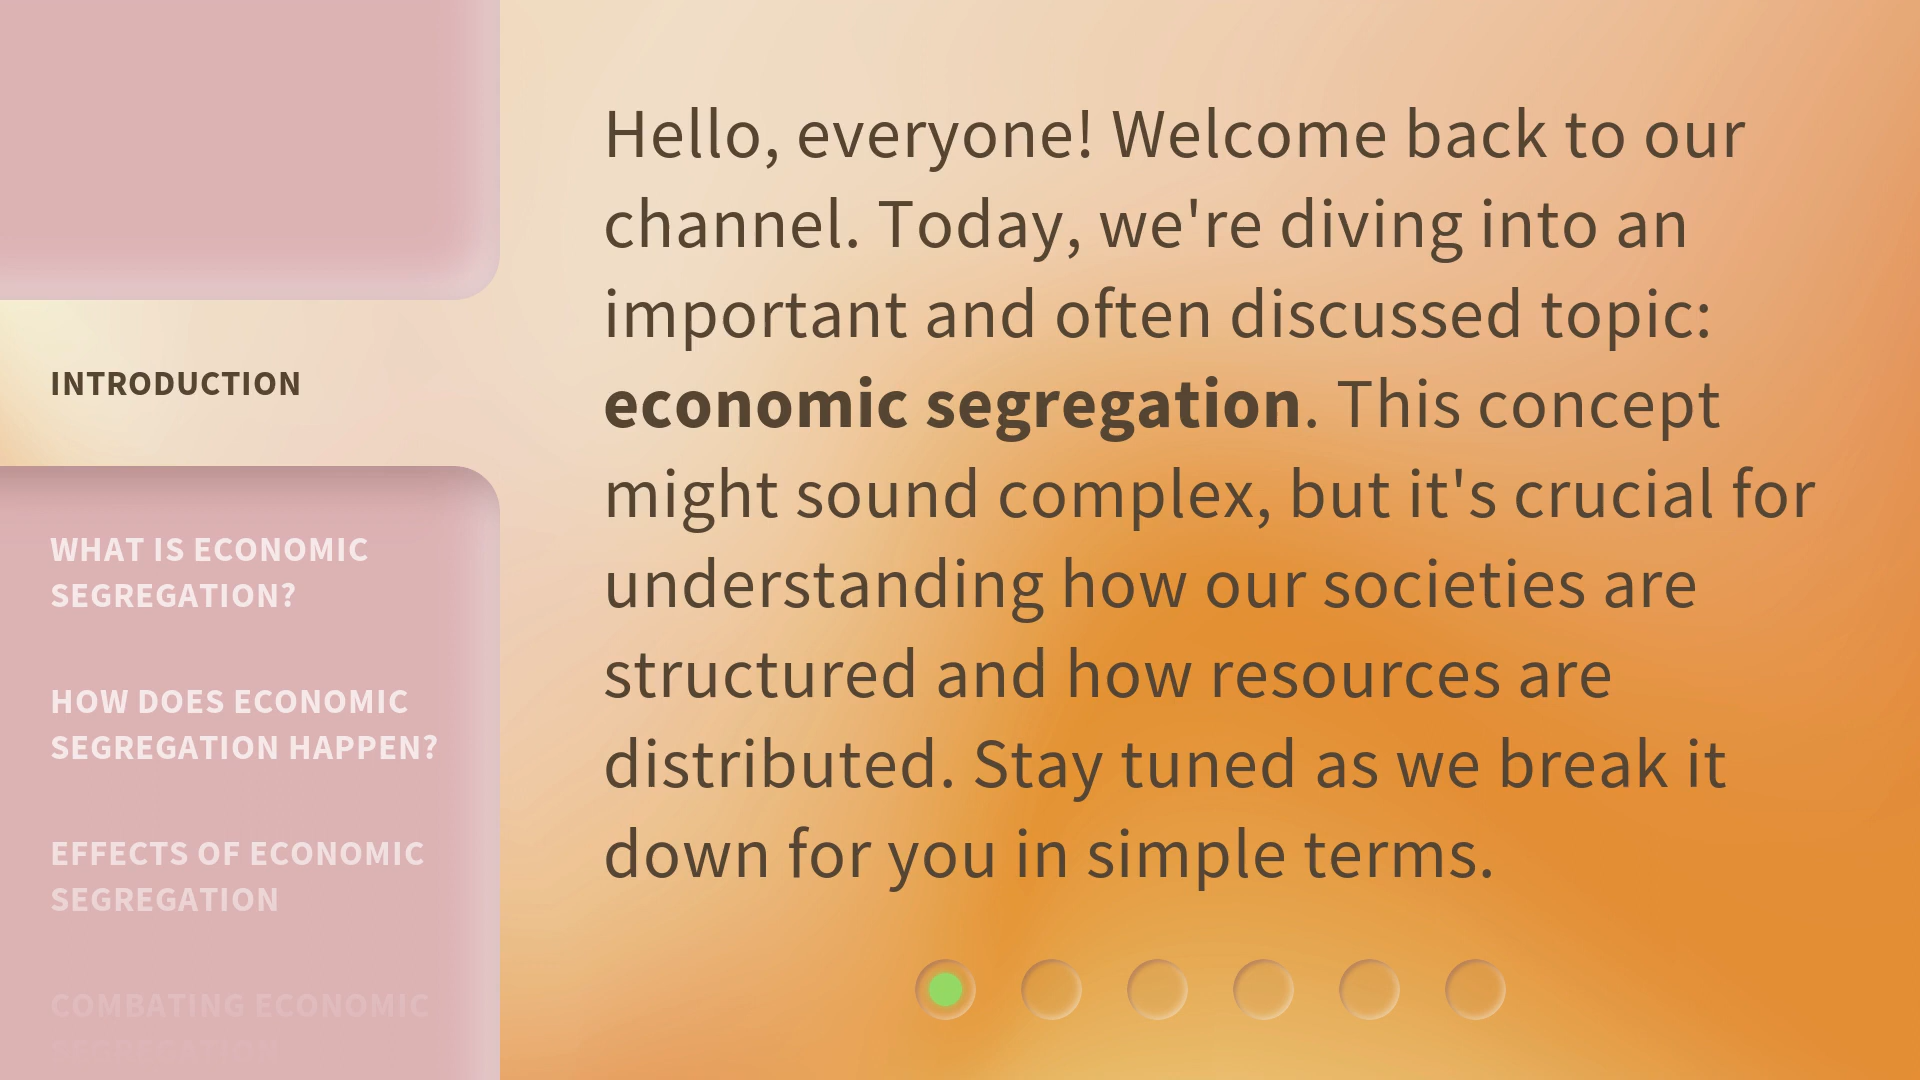 INTRODUCTION
WHAT IS ECONOMIC
SEGREGATION?
HOW DOES ECONOMIC
SEGREGATION HAPPEN?
EFFECTS OF ECONOMIC
SEGREGATION
COMBATING ECONOMIC
SEGREGATION
Hello, everyone! Welcome back to our
channel. Today, we're diving into an
important and often discussed topic:
economic segregation. This concept
might sound complex, but it's crucial for
understanding how our societies are
structured and how resources are
distributed. Stay tuned as we break it
down for you in simple terms.